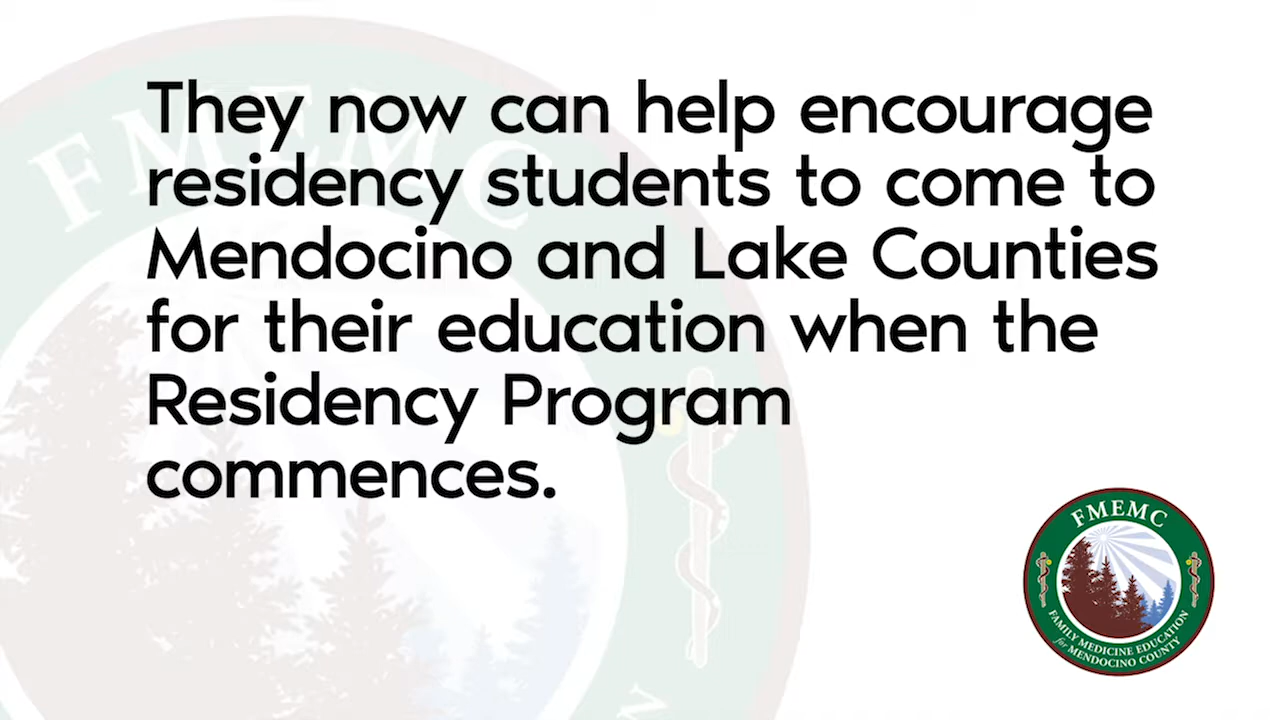 They now can help encourage
residency students to come to
Mendocino and Lake Counties
for their education when the
Residency Program
commences.
FMEMC
FMEMC
FAMILY MEDICINE EDUCATION
for MENDOCINO COUNTY